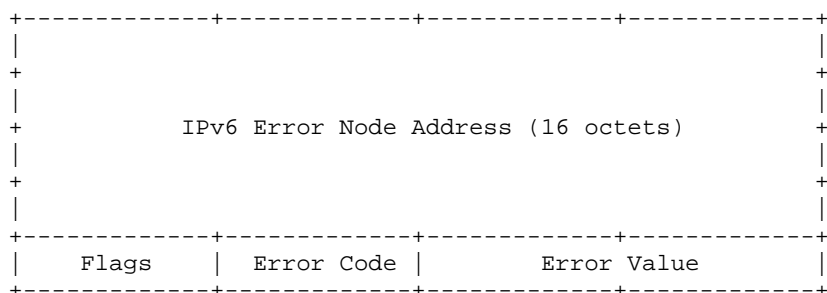 IPv6 Error Node Address (16 octets)
Flags | Error Code | Error Value